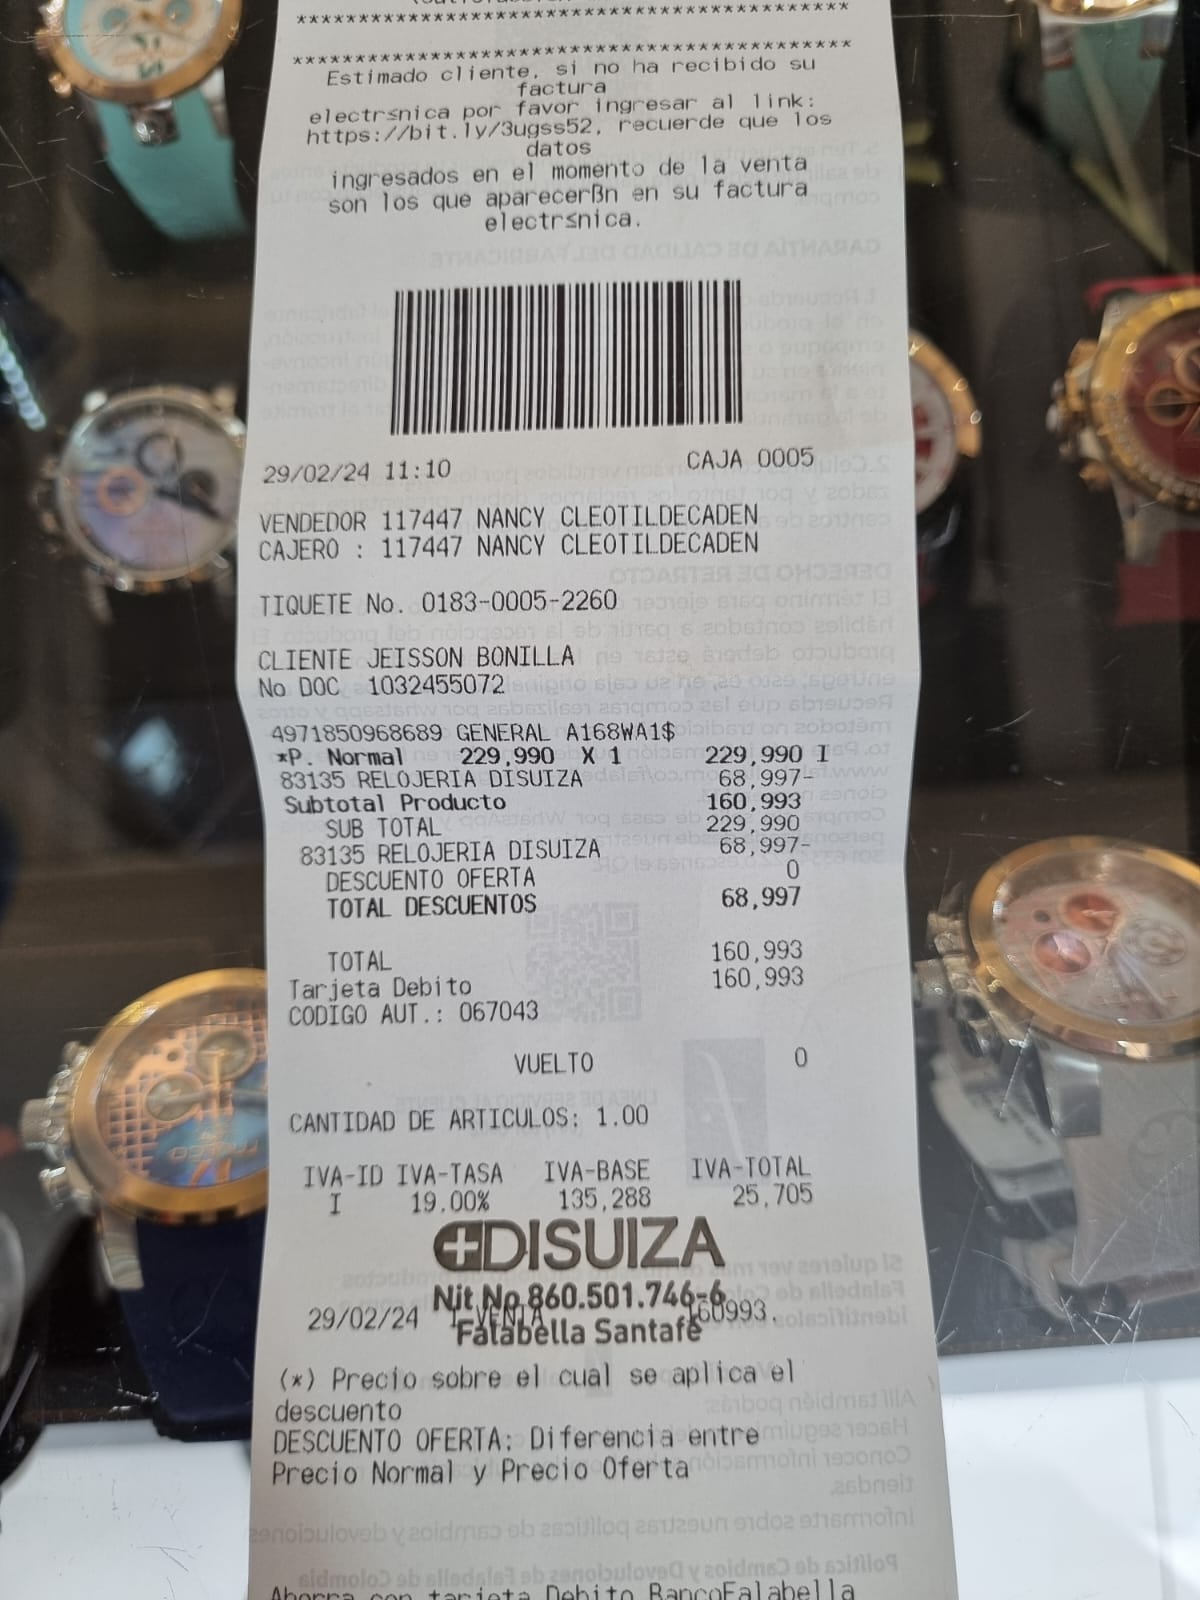 ******************************************
******************************************
Estimado cliente, si no ha recibido su
factura
electr≤nica por favor ingresar al link:
https://bit.ly/3ugss52, recuerde que los
datos
ingresados en el momento de la venta
son los que aparecerßn en su factura
electr≤nica.
29/02/24 11:10 CAJA 0005
VENDEDOR 117447 NANCY CLEOTILDECADEN
CAJERO : 117447 NANCY CLEOTILDECADEN
TIQUETE No. 0183-0005-2260
CLIENTE JEISSON BONILLA
No DOC 1032455072
4971850968689 GENERAL A168WA1$
*P. Normal 229,990 X 1 229,990 I
83135 RELOJERIA DISUIZA 68,997-
Subtotal Producto 160,993
SUB TOTAL 229,990
83135 RELOJERIA DISUIZA 68,997-
DESCUENTO OFERTA 0
TOTAL DESCUENTOS 68,997
TOTAL 160,993
Tarjeta Debito 160,993
CODIGO AUT.: 067043
VUELTO 0
CANTIDAD DE ARTICULOS: 1.00
IVA-ID IVA-TASA IVA-BASE IVA-TOTAL
I 19.00% 135,288 25,705
DISUIZA
Nit No 860.501.746-6
29/02/24 1 VENTA 160993.
Falabella Santafé
(*) Precio sobre el cual se aplica el
descuento
DESCUENTO OFERTA: Diferencia entre
Precio Normal y Precio Oferta
Ahorra con tarjeta Debito BancoFalabella